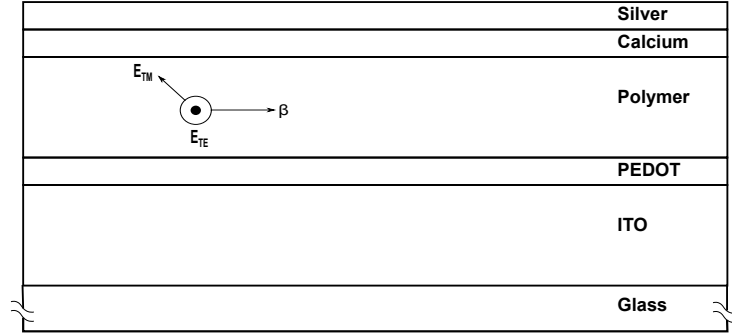 Silver
Calcium
E_TM
Polymer
β
E_TE
PEDOT
ITO
Glass